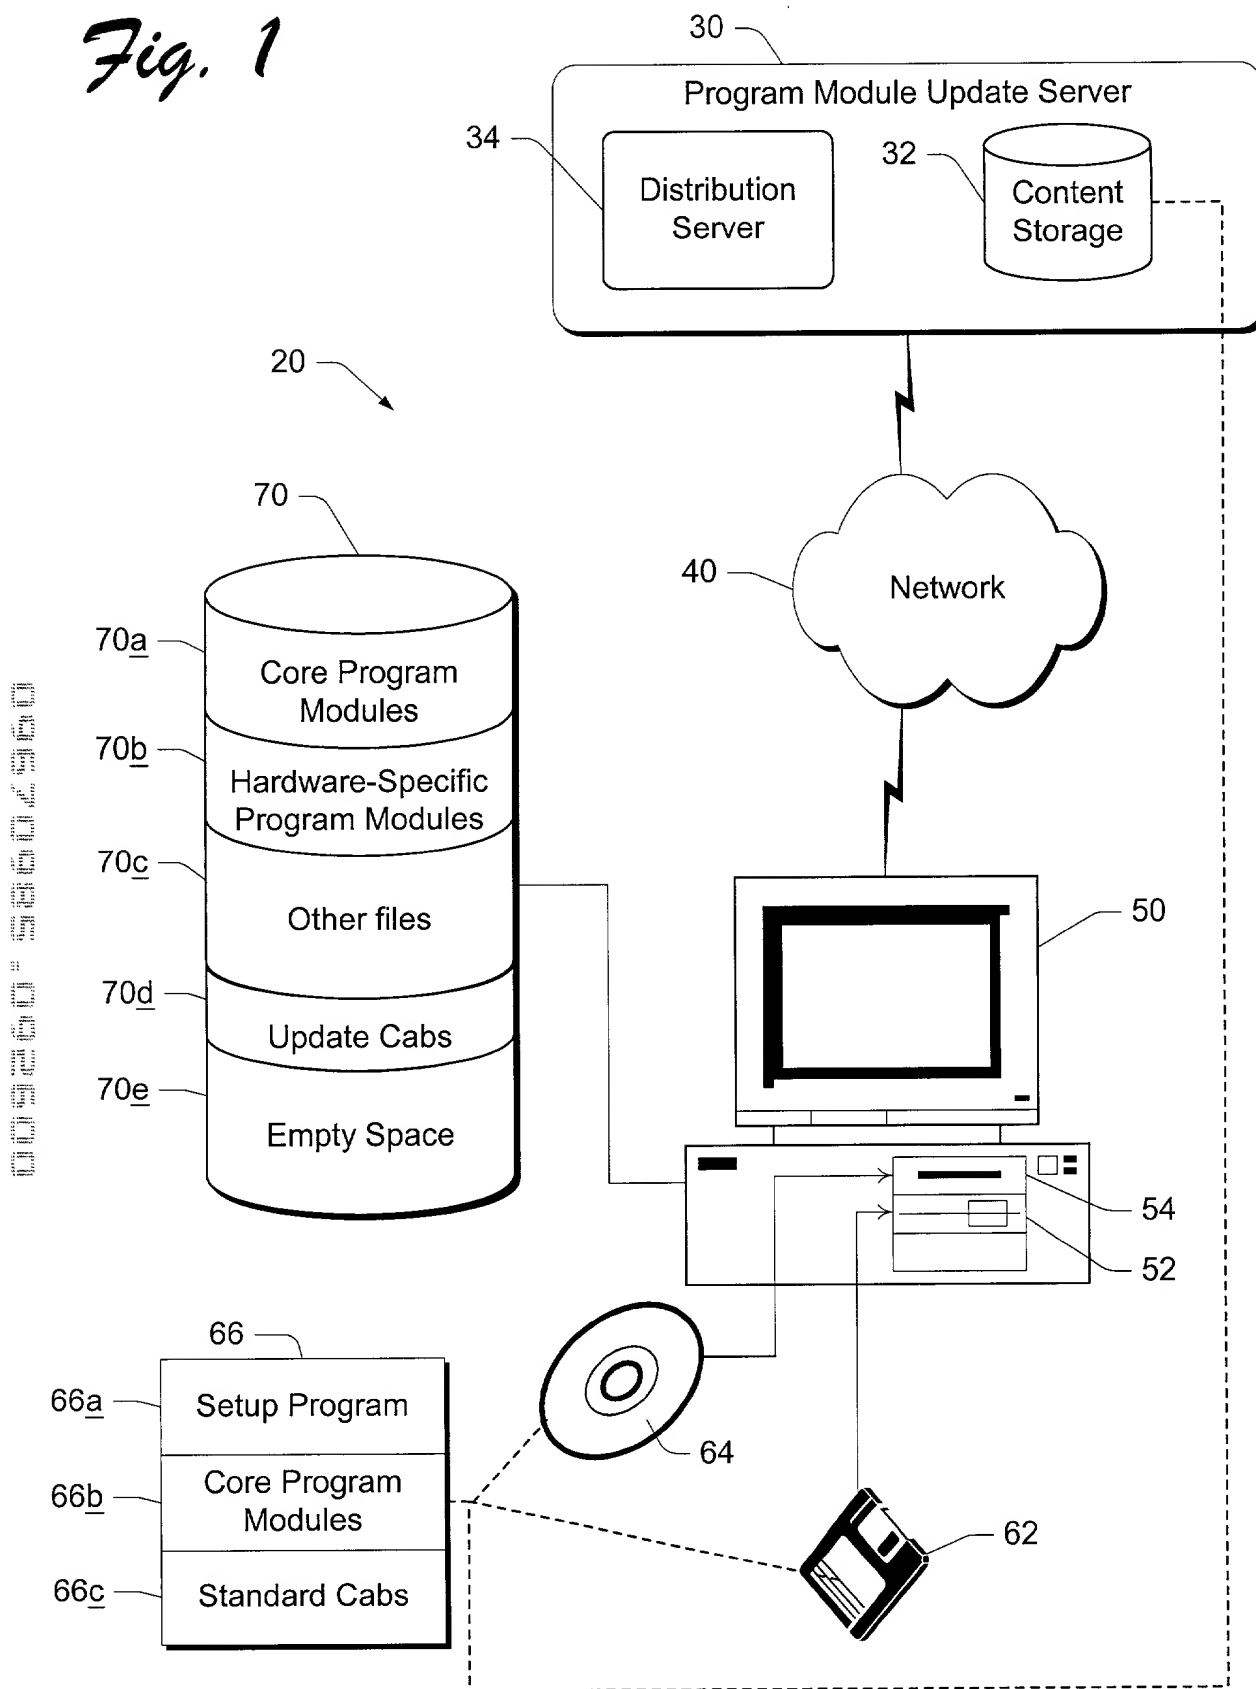 Fig. 1
30
Program Module Update Server
34
Distribution
Server
32
Content
Storage
20
70
40
Network
70a
Core Program
Modules
70b
Hardware-Specific
Program Modules
70c
Other files
50
70d
Update Cabs
70e
Empty Space
54
52
66
66a
Setup Program
64
66b
Core Program
Modules
62
66c
Standard Cabs